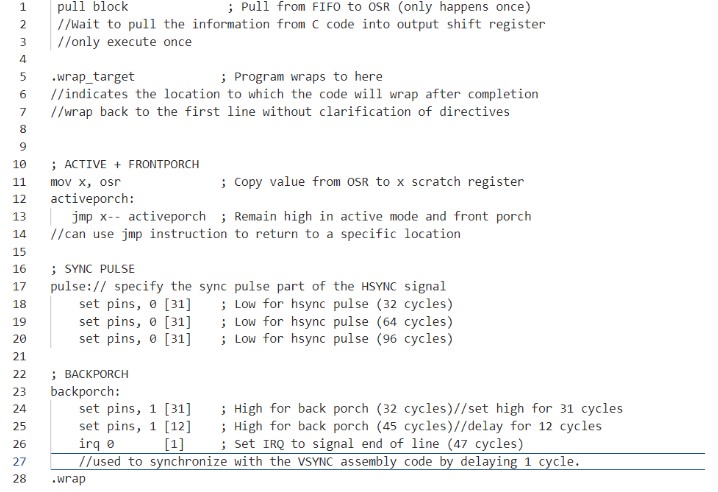 1 pull block ; Pull from FIFO to OSR (only happens once)
2 //Wait to pull the information from C code into output shift register
3 //only execute once
4
5 .wrap_target ; Program wraps to here
6 //indicates the location to which the code will wrap after completion
7 //wrap back to the first line without clarification of directives
8
9
10 ; ACTIVE + FRONTPORCH
11 mov x, osr ; Copy value from OSR to x scratch register
12 activeporch:
13 jmp x-- activeporch ; Remain high in active mode and front porch
14 //can use jmp instruction to return to a specific location
15
16 ; SYNC PULSE
17 pulse:// specify the sync pulse part of the HSYNC signal
18 set pins, 0 [31] ; Low for hsync pulse (32 cycles)
19 set pins, 0 [31] ; Low for hsync pulse (64 cycles)
20 set pins, 0 [31] ; Low for hsync pulse (96 cycles)
21
22 ; BACKPORCH
23 backporch:
24 set pins, 1 [31] ; High for back porch (32 cycles)//set high for 31 cycles
25 set pins, 1 [12] ; High for back porch (45 cycles)//delay for 12 cycles
26 irq 0 [1] ; Set IRQ to signal end of line (47 cycles)
27 //used to synchronize with the VSYNC assembly code by delaying 1 cycle.
28 .wrap